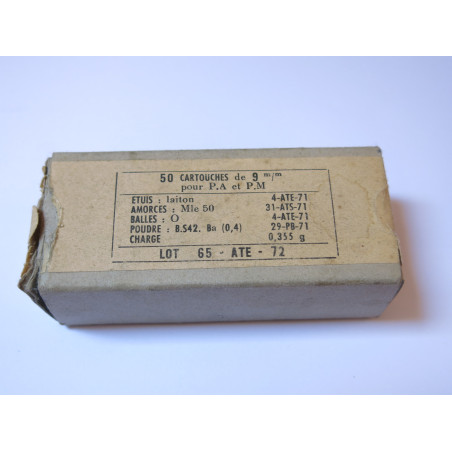 50 CARTOUCHES de 9 m/m
pour P.A et P.M
ETUIS : laiton 4-ATE-71
AMORCES : Mle 50 31-ATS-71
BALLES : O 4-ATE-71
POUDRE : B.S42. Ba (0,4) 29-PB-71
CHARGE 0,355 g
LOT 65 - ATE - 72